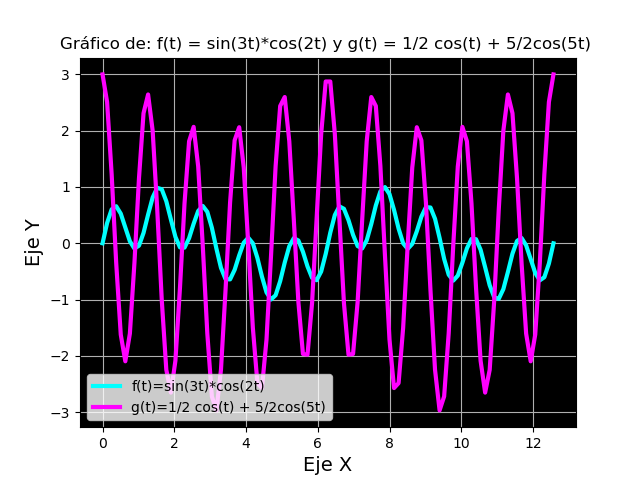 Gráfico de: f(t) = sin(3t)*cos(2t) y g(t) = 1/2 cos(t) + 5/2cos(5t)
3
2
1
0
−1
−2
−3
Eje Y
f(t)=sin(3t)*cos(2t)
g(t)=1/2 cos(t) + 5/2cos(5t)
0 2 4 6 8 10 12
Eje X